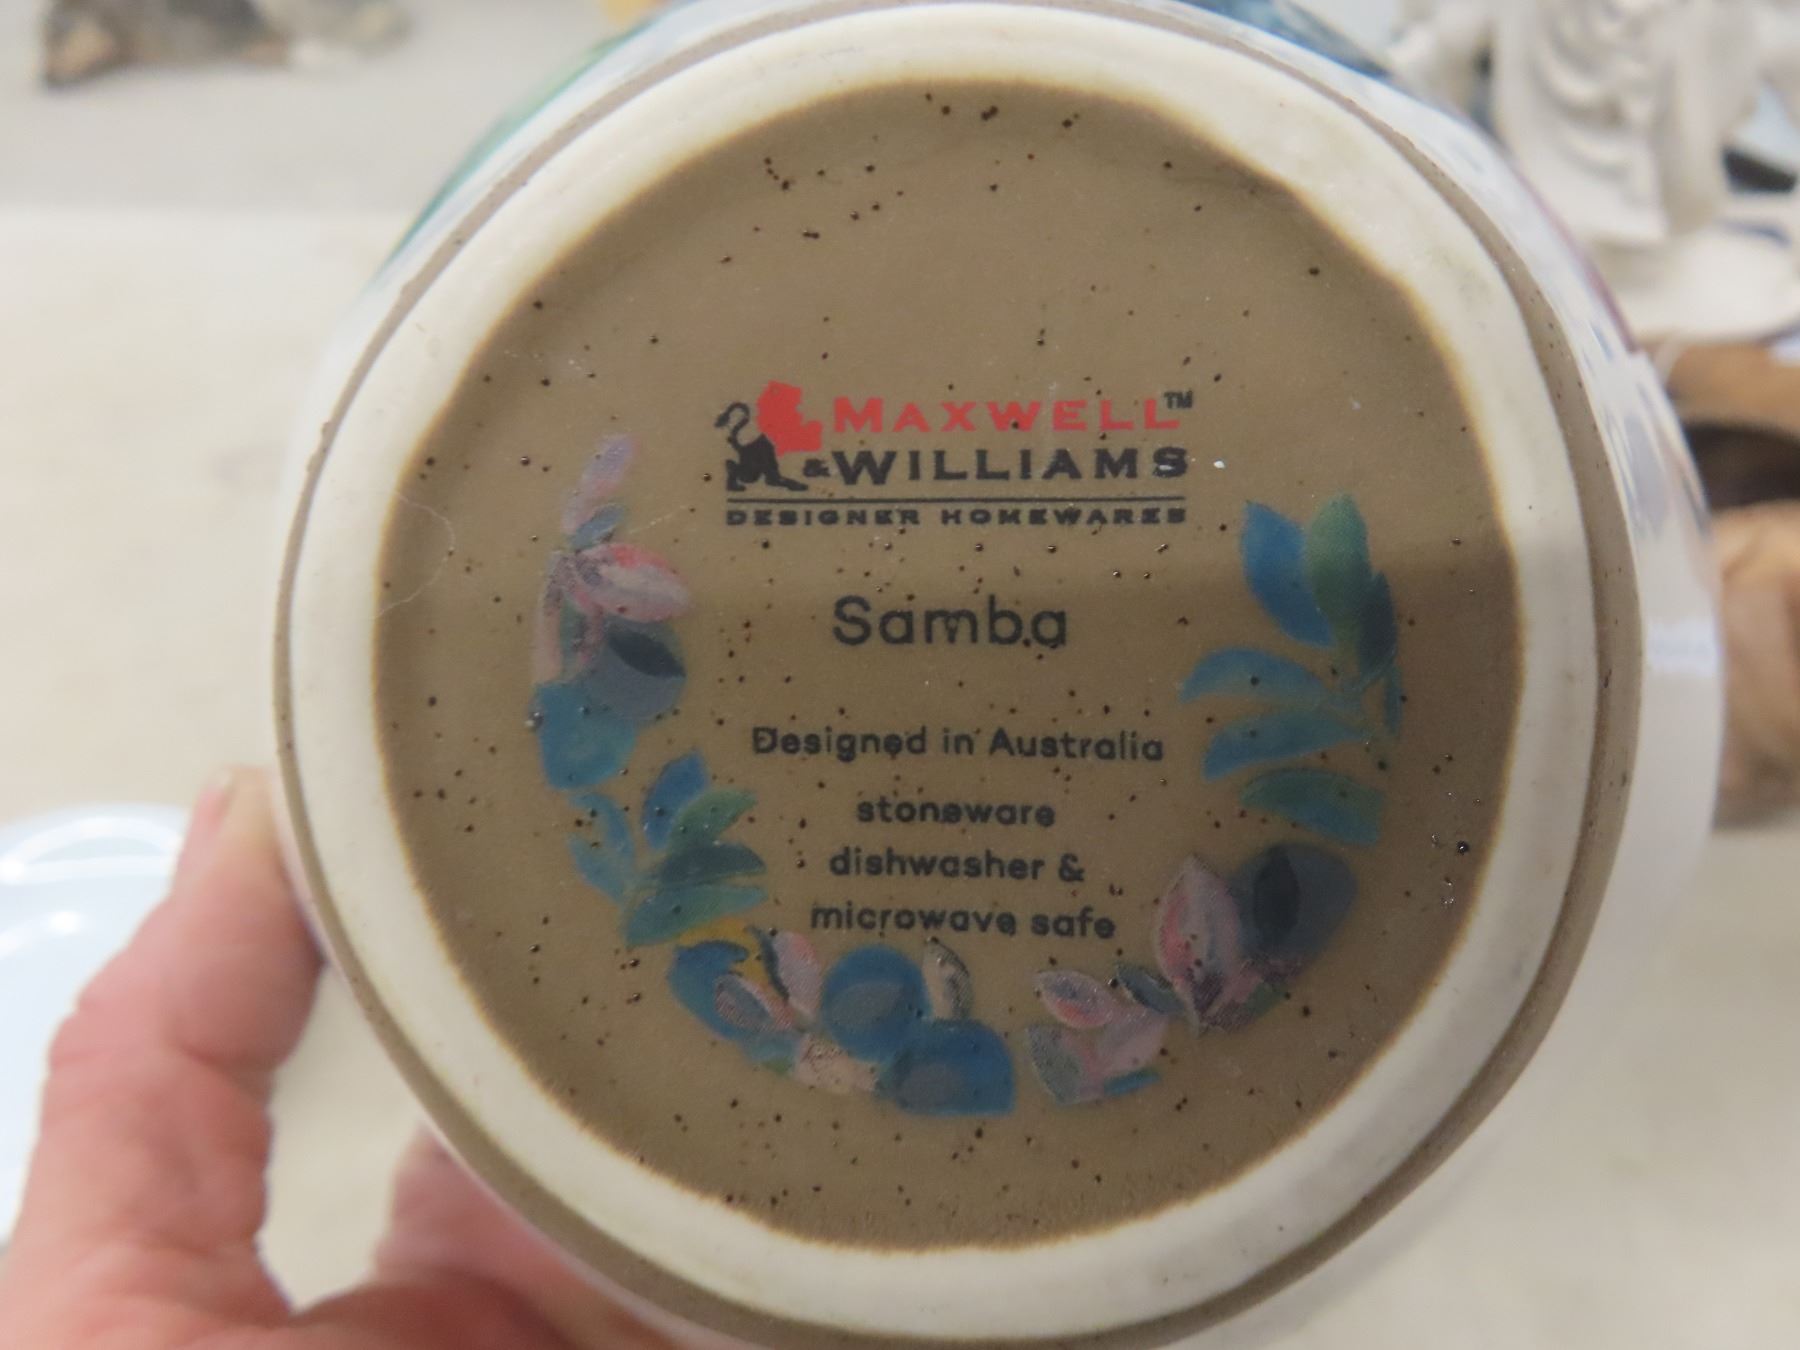 MAXWELL™
& WILLIAMS
DESIGNER HOMEWARES
Samba
Designed in Australia
stoneware
dishwasher &
microwave safe